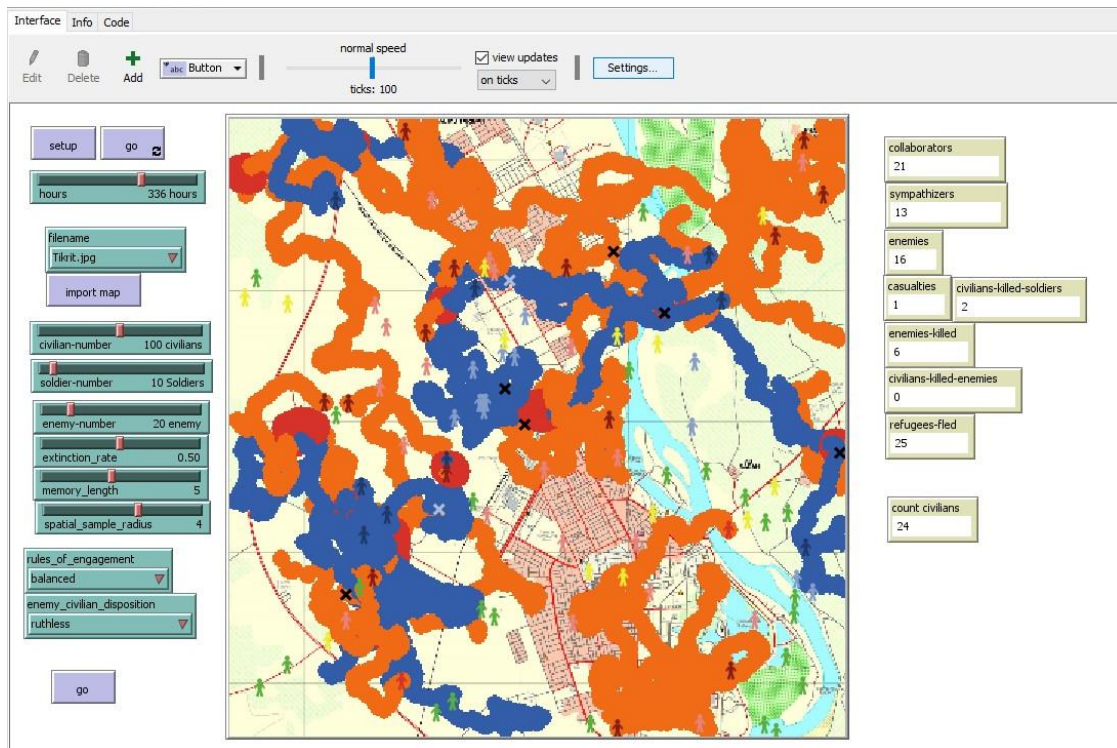 Interface Info Code
Edit
Delete
Add
abc Button
normal speed
ticks: 100
view updates
on ticks
Settings...
setup
go
hours 336 hours
filename
Tikrit.jpg
import map
civilian-number 100 civilians
soldier-number 10 Soldiers
enemy-number 20 enemy
extinction_rate 0.50
memory_length 5
spatial_sample_radius 4
rules_of_engagement
balanced
enemy_civilian_disposition
ruthless
go
collaborators
21
sympathizers
13
enemies
16
casualties
1
civilians-killed-soldiers
2
enemies-killed
6
civilians-killed-enemies
0
refugees-fled
25
count civilians
24